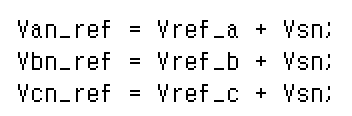 Van_ref = Vref_a + Vsn;
Vbn_ref = Vref_b + Vsn;
Vcn_ref = Vref_c + Vsn;